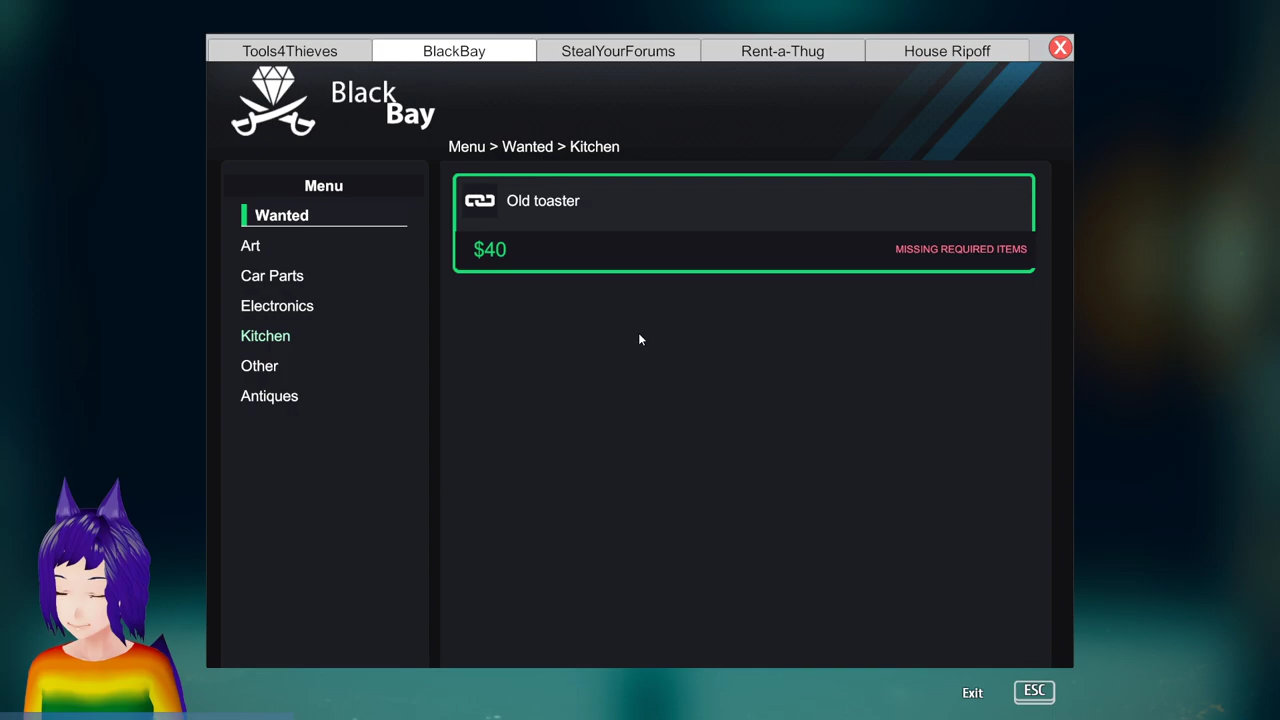 Tools4Thieves BlackBay StealYourForums Rent-a-Thug House Ripoff X
Black
Bay
Menu > Wanted > Kitchen
Menu
Wanted
Art
Car Parts
Electronics
Kitchen
Other
Antiques
Old toaster
$40 MISSING REQUIRED ITEMS
Exit ESC